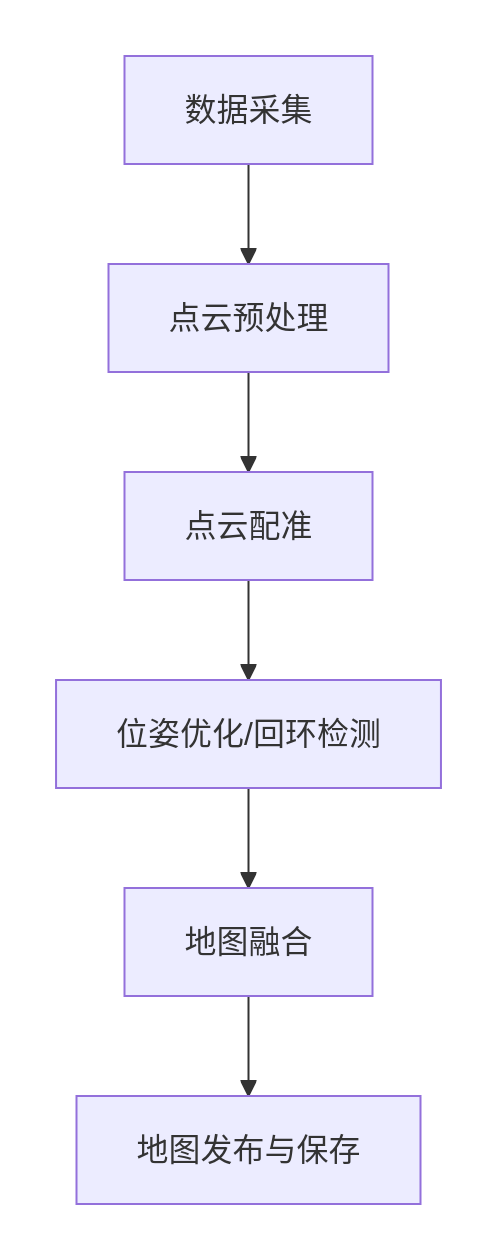 数据采集
点云预处理
点云配准
位姿优化/回环检测
地图融合
地图发布与保存